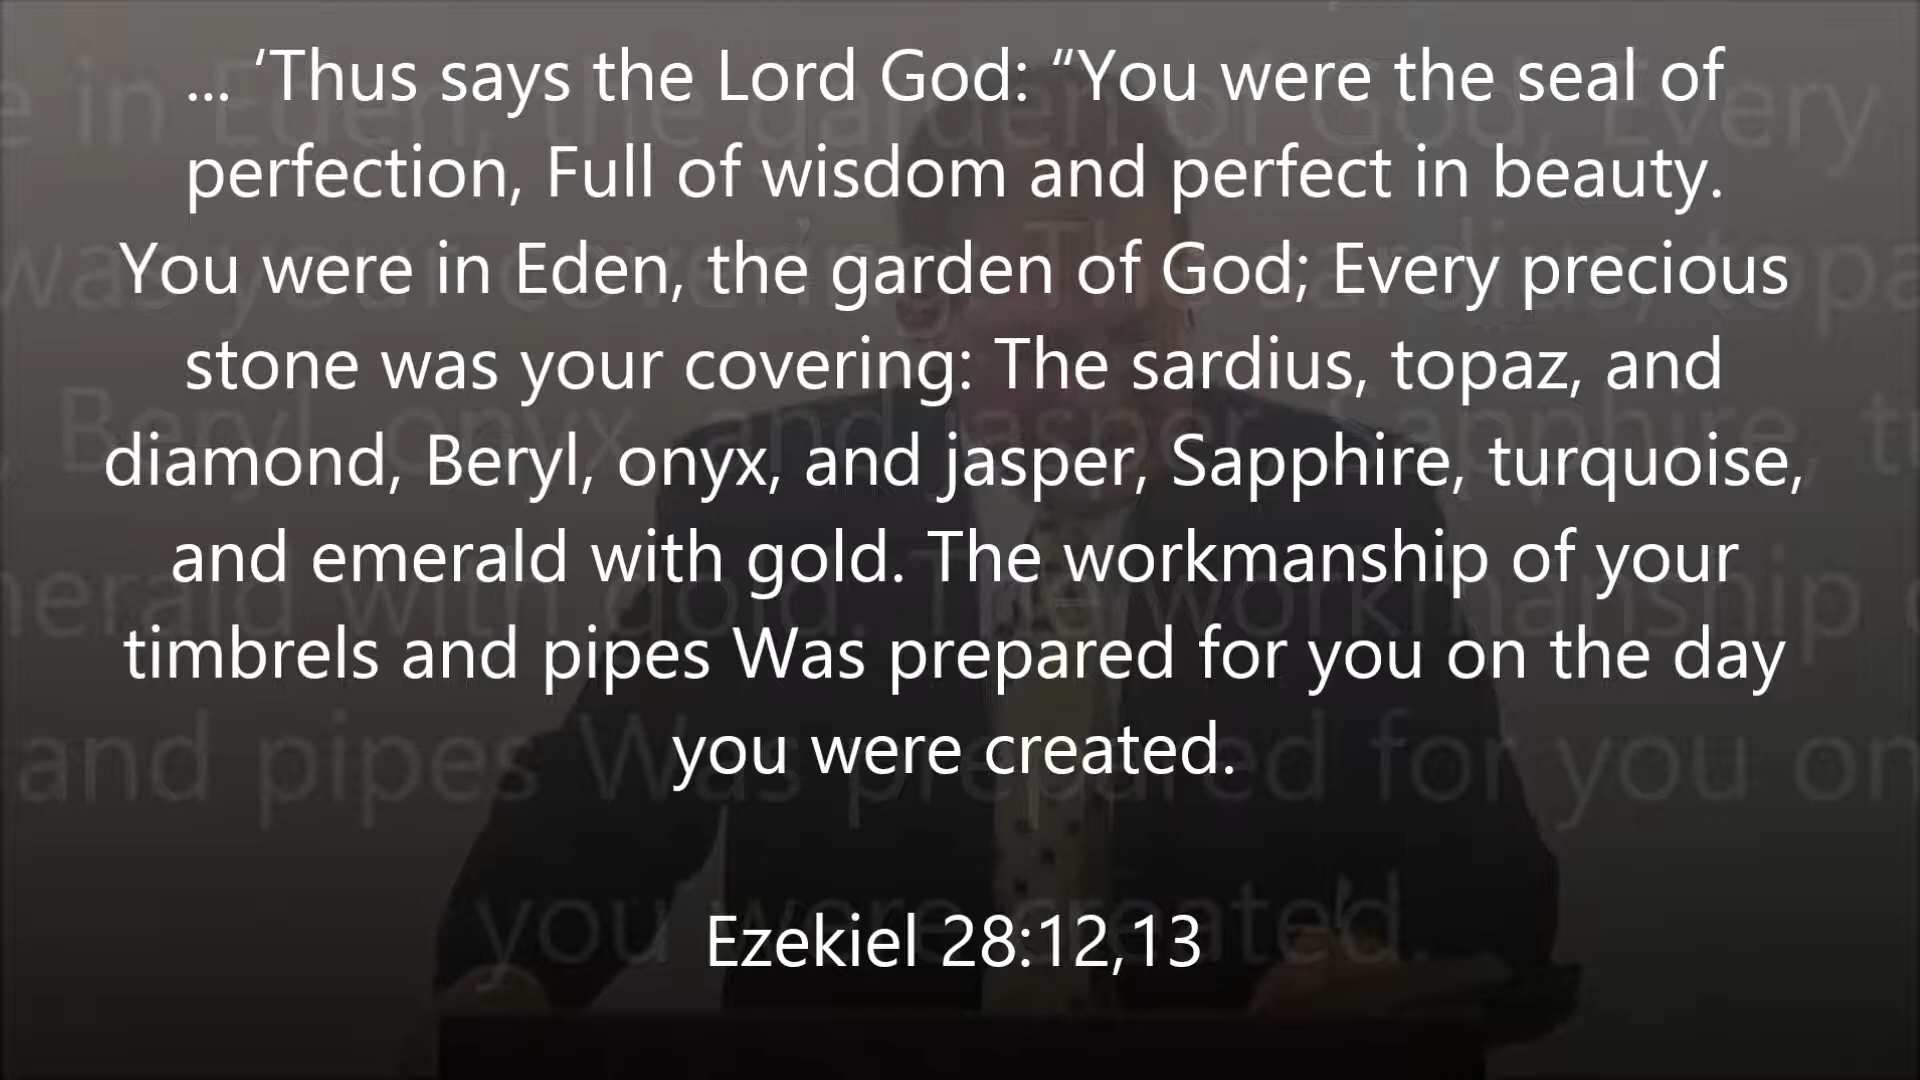 ... ‘Thus says the Lord God: “You were the seal of
perfection, Full of wisdom and perfect in beauty.
You were in Eden, the garden of God; Every precious
stone was your covering: The sardius, topaz, and
diamond, Beryl, onyx, and jasper, Sapphire, turquoise,
and emerald with gold. The workmanship of your
timbrels and pipes Was prepared for you on the day
you were created.
Ezekiel 28:12,13